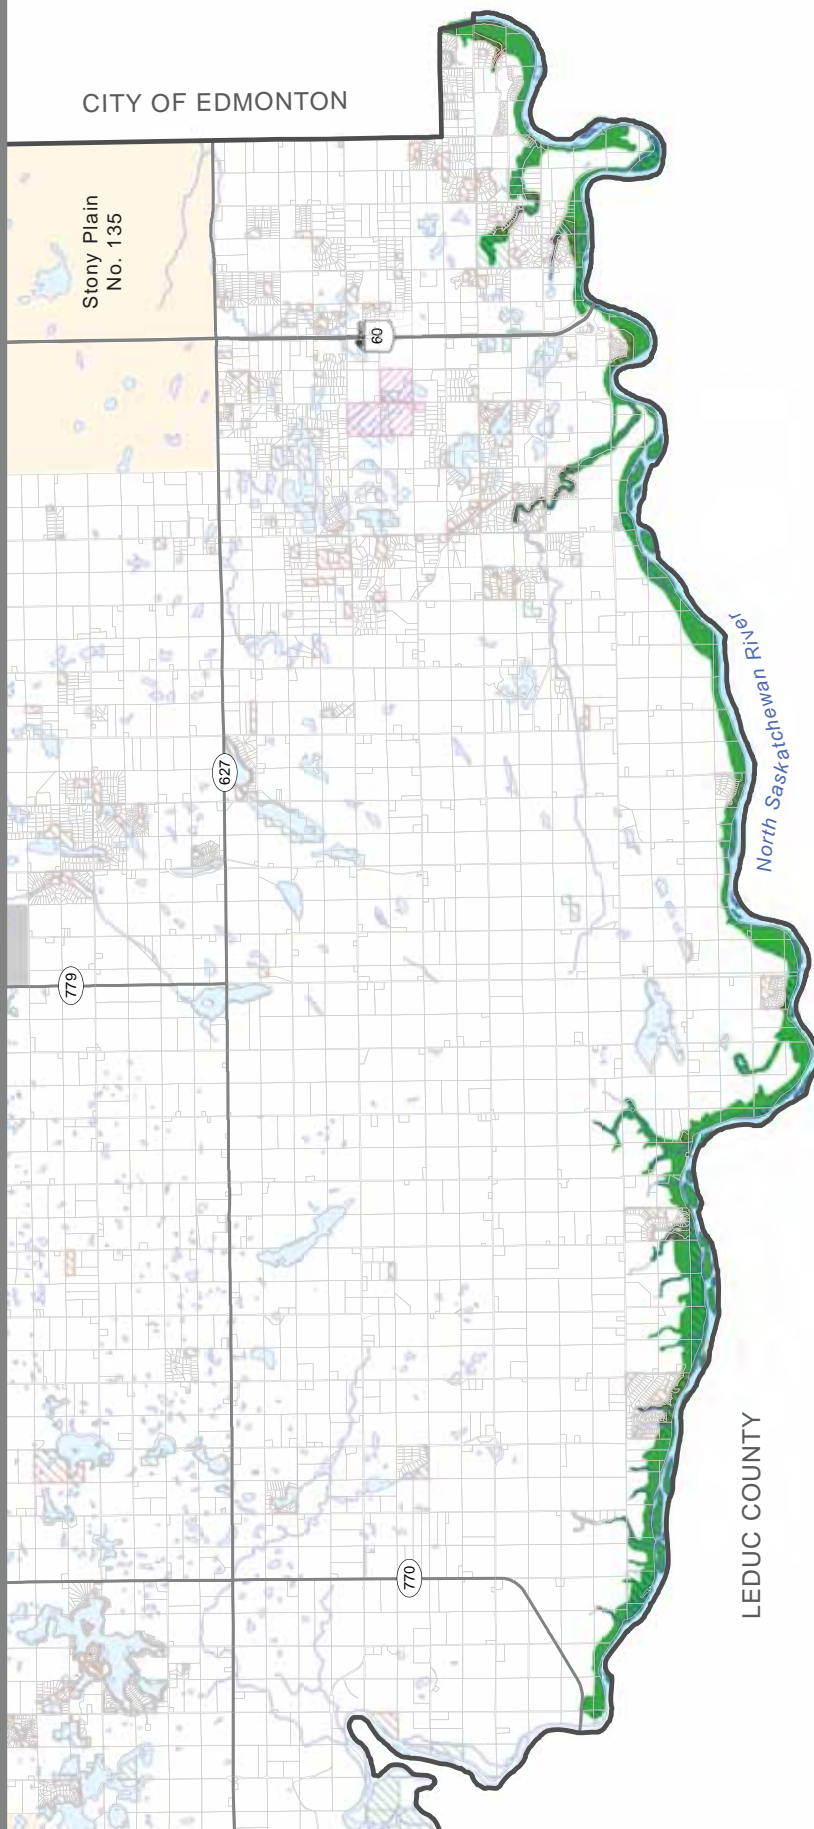 CITY OF EDMONTON
Stony Plain
No. 135
60
North Saskatchewan River
627
779
LEDUC COUNTY
770